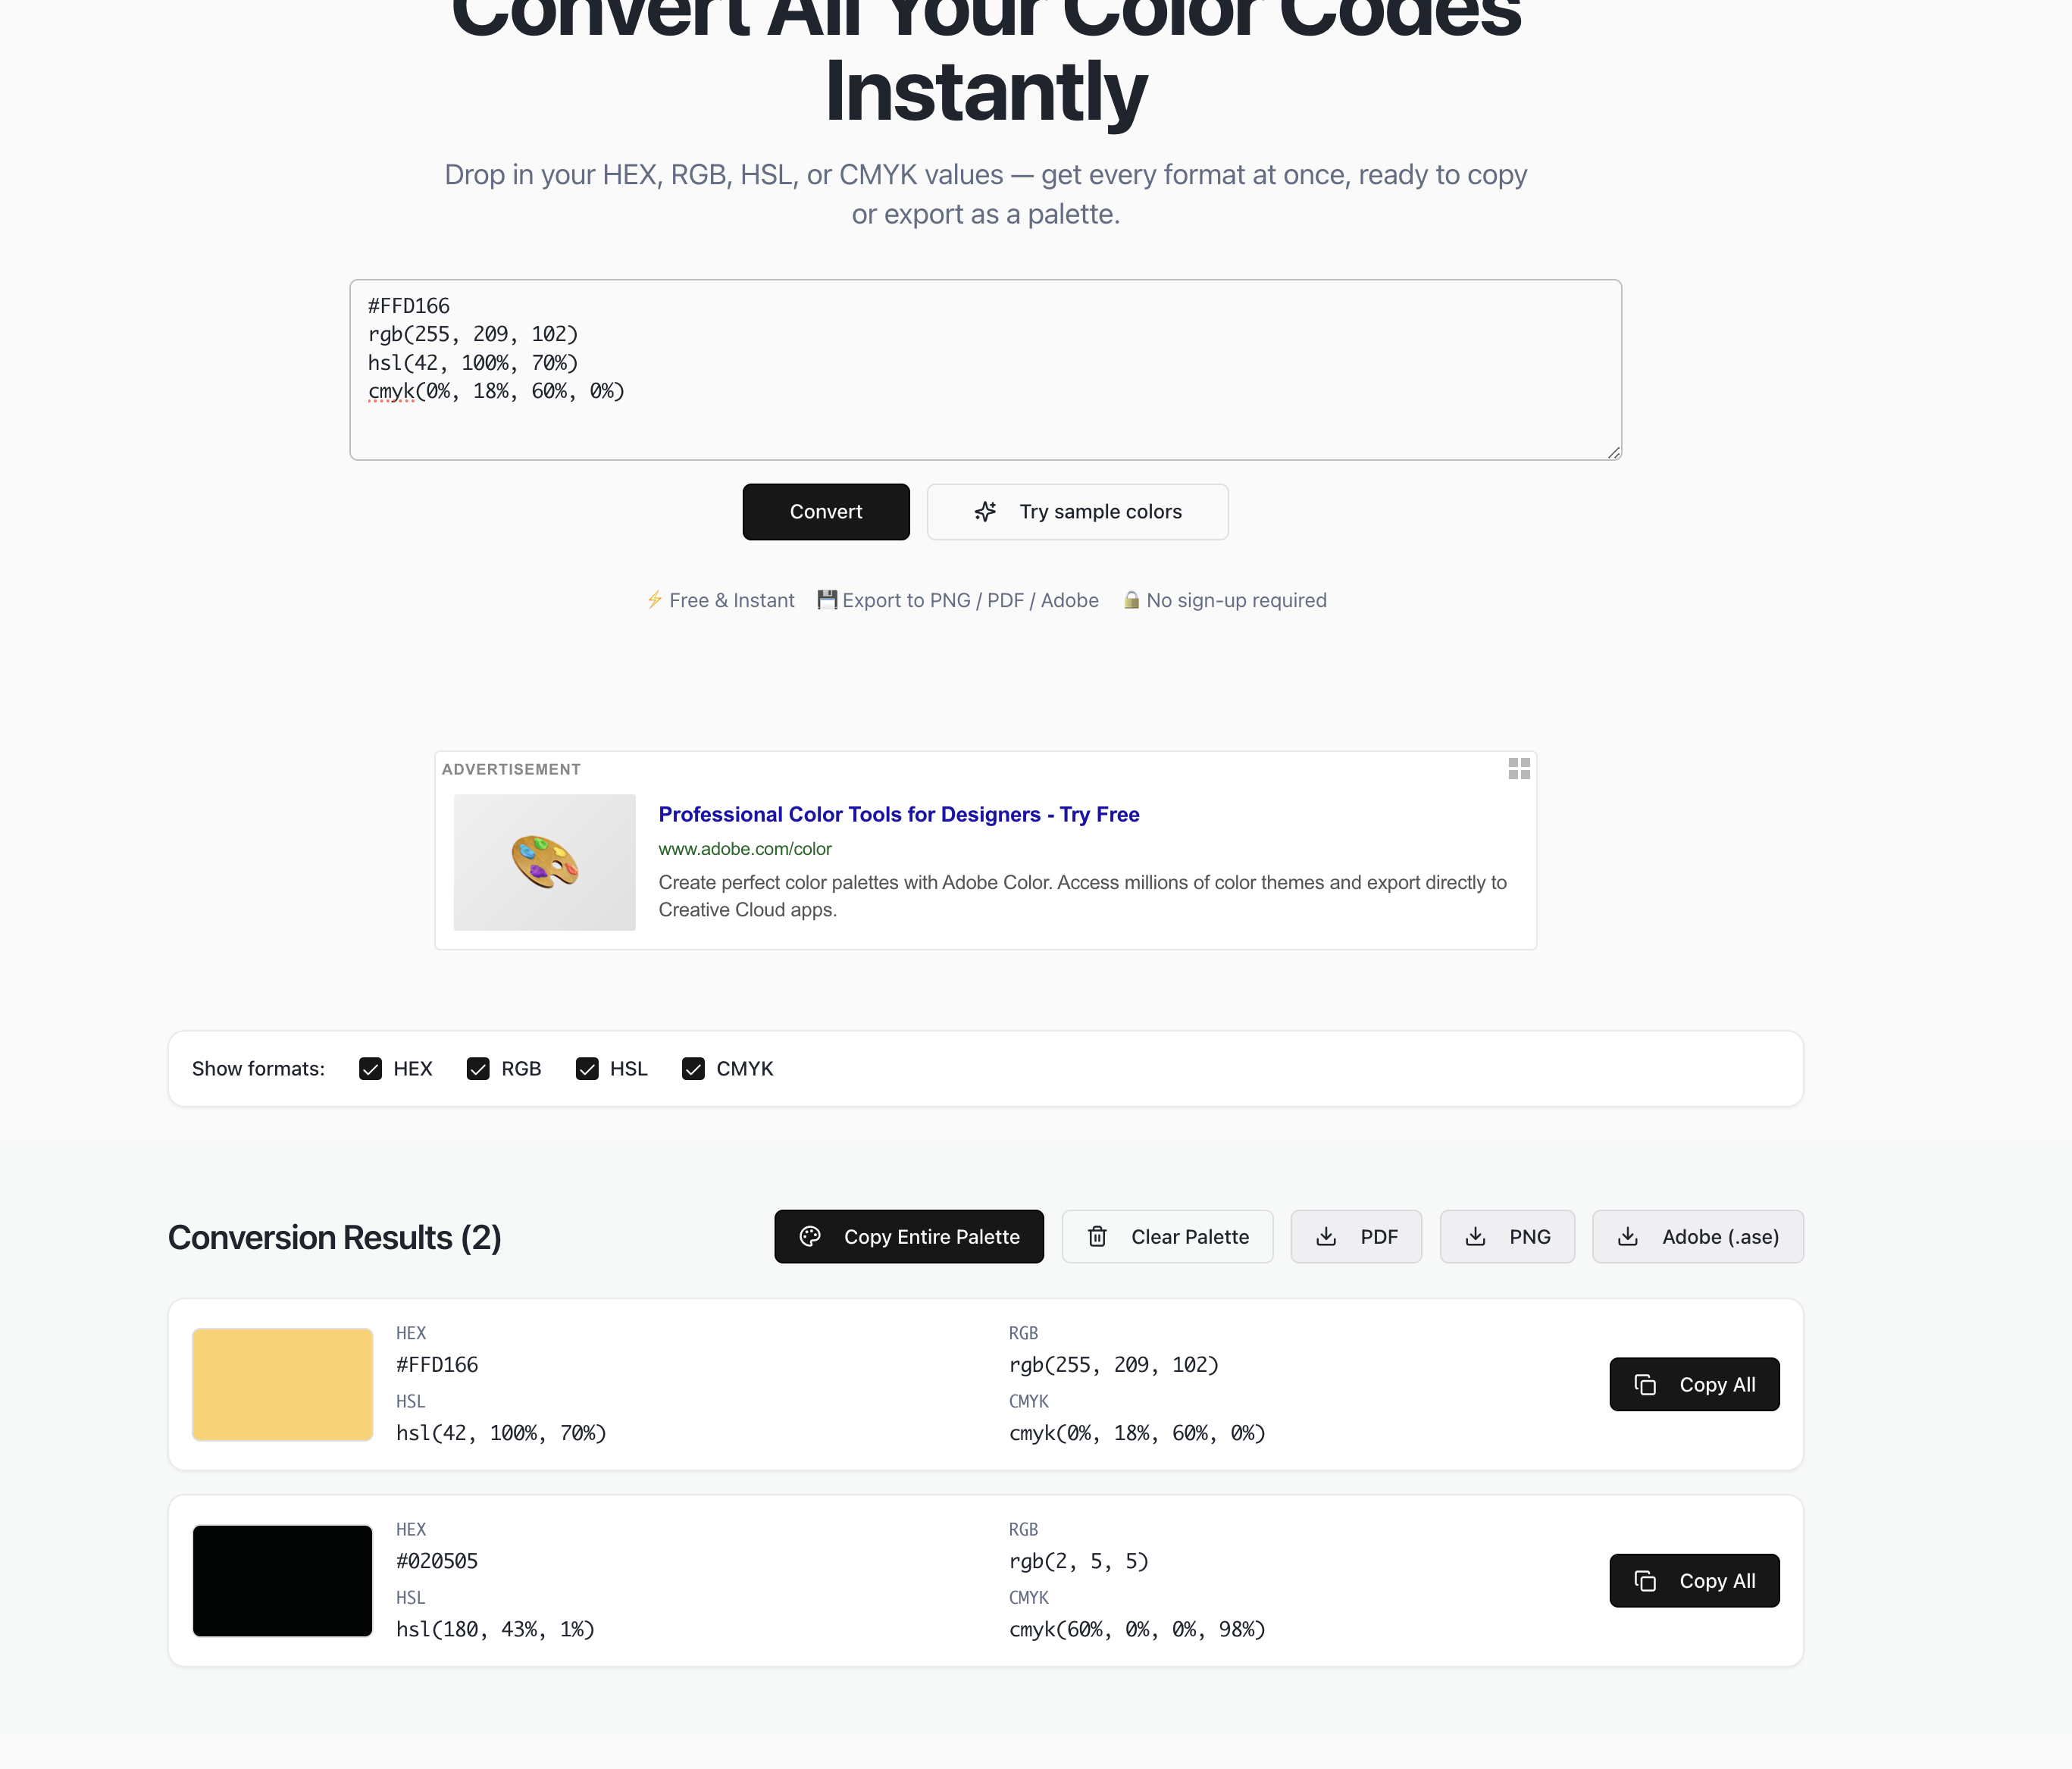 Convert All Your Color Codes
Instantly
Drop in your HEX, RGB, HSL, or CMYK values — get every format at once, ready to copy
or export as a palette.
#FFD166
rgb(255, 209, 102)
hsl(42, 100%, 70%)
cmyk(0%, 18%, 60%, 0%)
Convert
Try sample colors
⚡ Free & Instant 💾 Export to PNG / PDF / Adobe 🔒 No sign-up required
ADVERTISEMENT
Professional Color Tools for Designers - Try Free
www.adobe.com/color
Create perfect color palettes with Adobe Color. Access millions of color themes and export directly to
Creative Cloud apps.
Show formats: HEX RGB HSL CMYK
Conversion Results (2)
Copy Entire Palette
Clear Palette
PDF
PNG
Adobe (.ase)
HEX
#FFD166
HSL
hsl(42, 100%, 70%)
RGB
rgb(255, 209, 102)
CMYK
cmyk(0%, 18%, 60%, 0%)
Copy All
HEX
#020505
HSL
hsl(180, 43%, 1%)
RGB
rgb(2, 5, 5)
CMYK
cmyk(60%, 0%, 0%, 98%)
Copy All